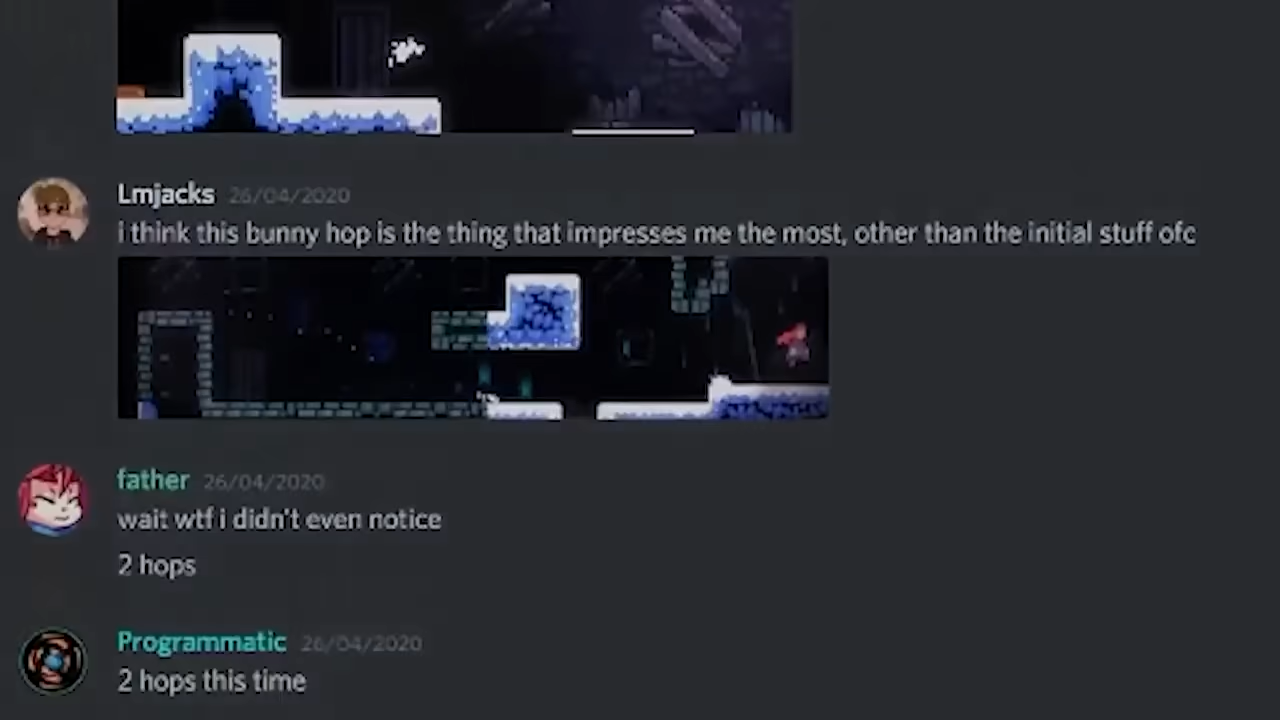 Lmjacks 26/04/2020
i think this bunny hop is the thing that impresses me the most, other than the initial stuff ofc
father 26/04/2020
wait wtf i didn't even notice
2 hops
Programmatic 26/04/2020
2 hops this time